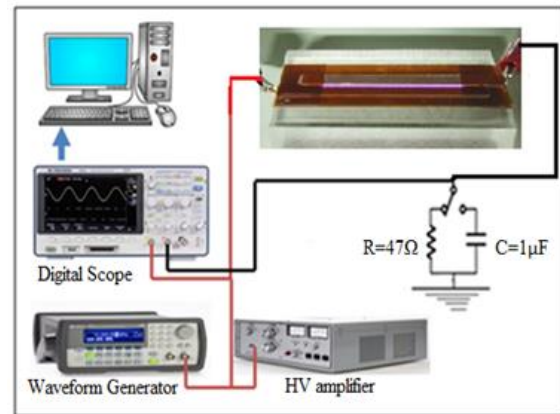 R=47Ω
C=1μF
Digital Scope
Waveform Generator
HV amplifier